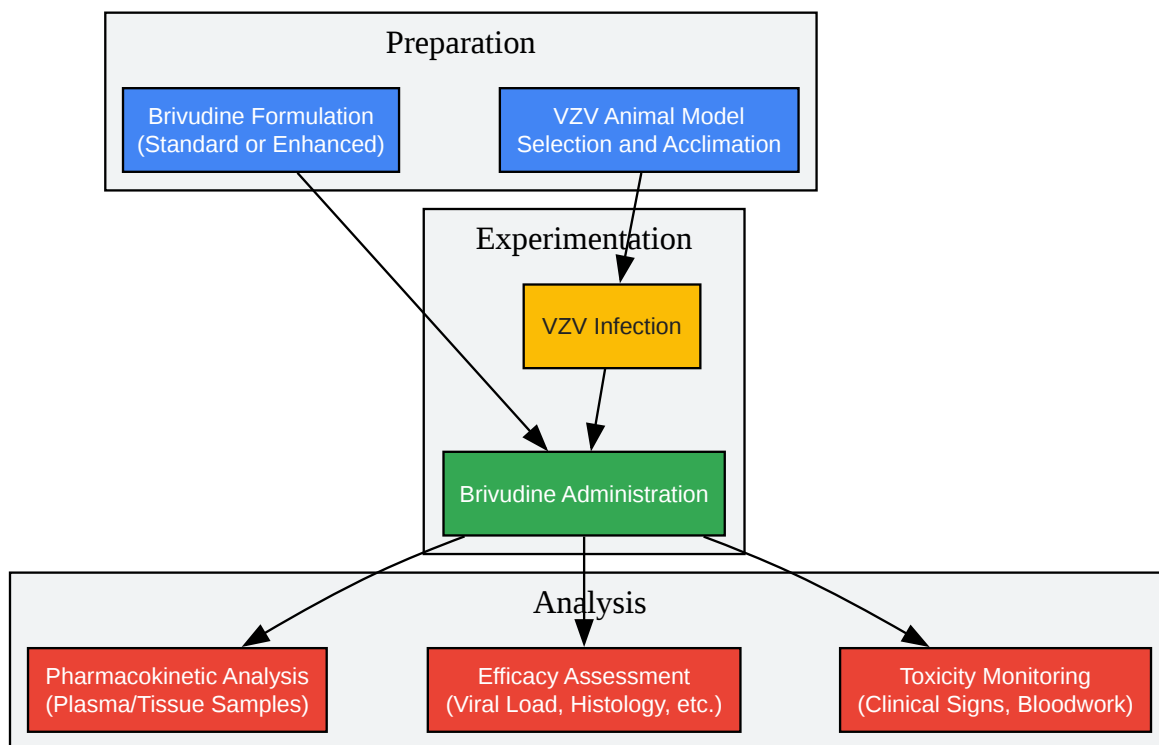 Preparation
Brivudine Formulation
(Standard or Enhanced)
VZV Animal Model
Selection and Acclimation
Experimentation
VZV Infection
Brivudine Administration
Analysis
Pharmacokinetic Analysis
(Plasma/Tissue Samples)
Efficacy Assessment
(Viral Load, Histology, etc.)
Toxicity Monitoring
(Clinical Signs, Bloodwork)